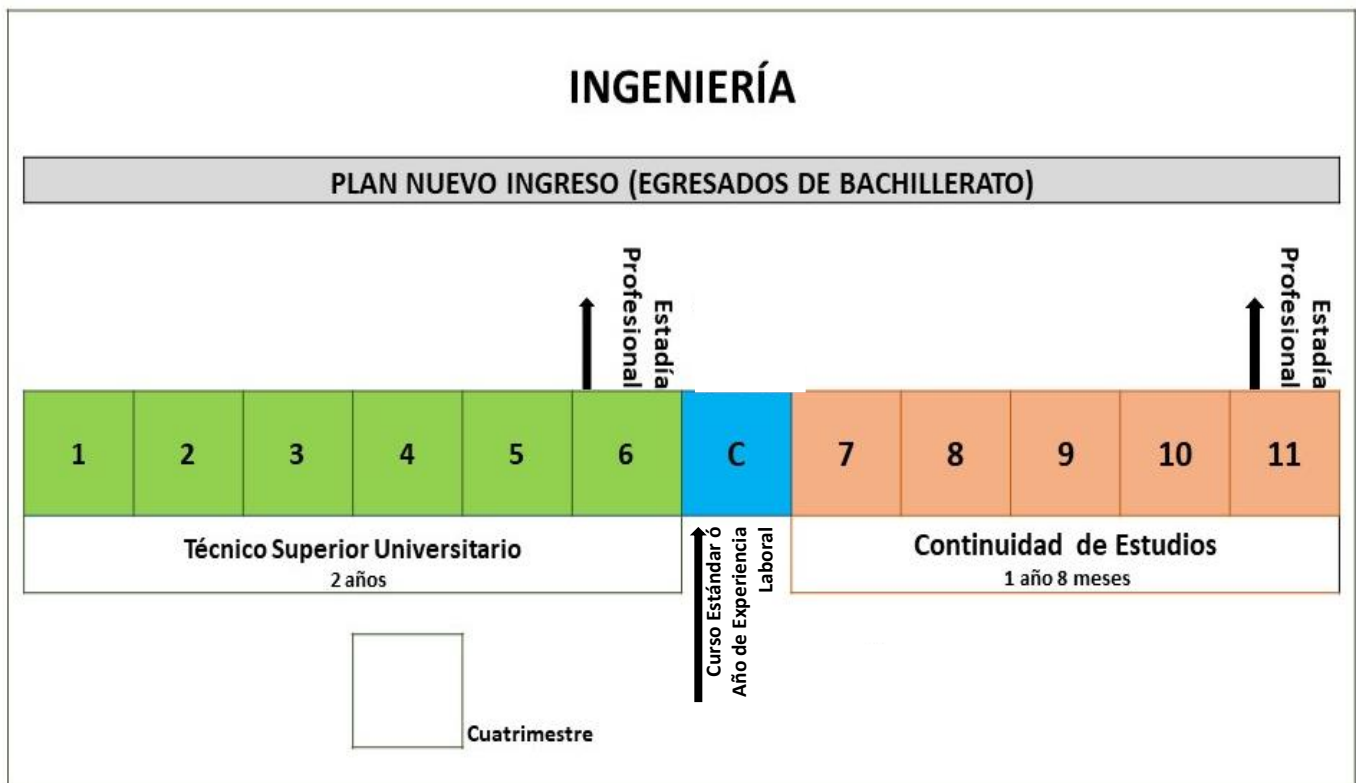 INGENIERÍA
PLAN NUEVO INGRESO (EGRESADOS DE BACHILLERATO)
Estadía
Profesional
Estadía
Profesional
1
2
3
4
5
6
C
7
8
9
10
11
Técnico Superior Universitario
2 años
Curso Estándar ó
Año de Experiencia
Laboral
Continuidad de Estudios
1 año 8 meses
Cuatrimestre